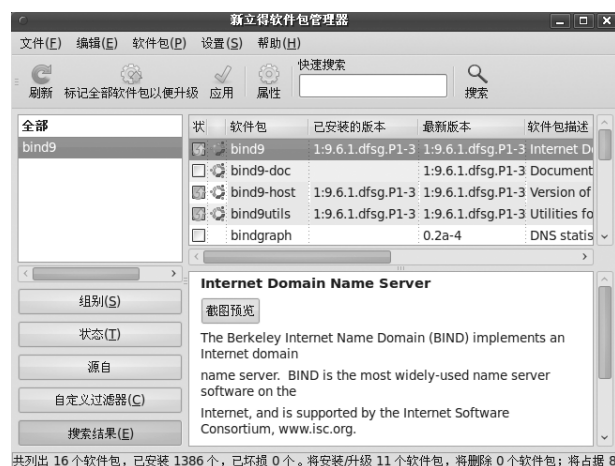 新立得软件包管理器
文件(F) 编辑(E) 软件包(P) 设置(S) 帮助(H)
刷新 标记全部软件包以便升级 应用 属性 快速搜索 搜索
全部
bind9
状 软件包 已安装的版本 最新版本 软件包描述
bind9 1:9.6.1.dfsg.P1-3 1:9.6.1.dfsg.P1-3 Internet Do
bind9-doc 1:9.6.1.dfsg.P1-3 Document
bind9-host 1:9.6.1.dfsg.P1-3 1:9.6.1.dfsg.P1-3 Version of
bind9utils 1:9.6.1.dfsg.P1-3 1:9.6.1.dfsg.P1-3 Utilities fo
bindgraph 0.2a-4 DNS statis
组别(S)
状态(T)
源自
自定义过滤器(C)
搜索结果(E)
Internet Domain Name Server
截图预览
The Berkeley Internet Name Domain (BIND) implements an
Internet domain
name server. BIND is the most widely-used name server
software on the
Internet, and is supported by the Internet Software
Consortium, www.isc.org.
共列出 16 个软件包，已安装 1386 个，已坏损 0 个。将安装/升级 11 个软件包，将删除 0 个软件包；将占据 8